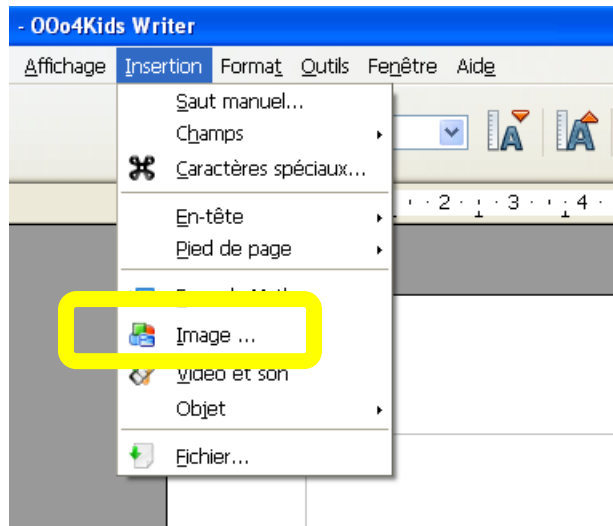 - OOo4Kids Writer
Affichage Insertion Format Outils Fenêtre Aide
Saut manuel...
Champs
Caractères spéciaux...
A A
2 3 4
En-tête
Pied de page
Image ...
Vidéo et son
Objet
Fichier...